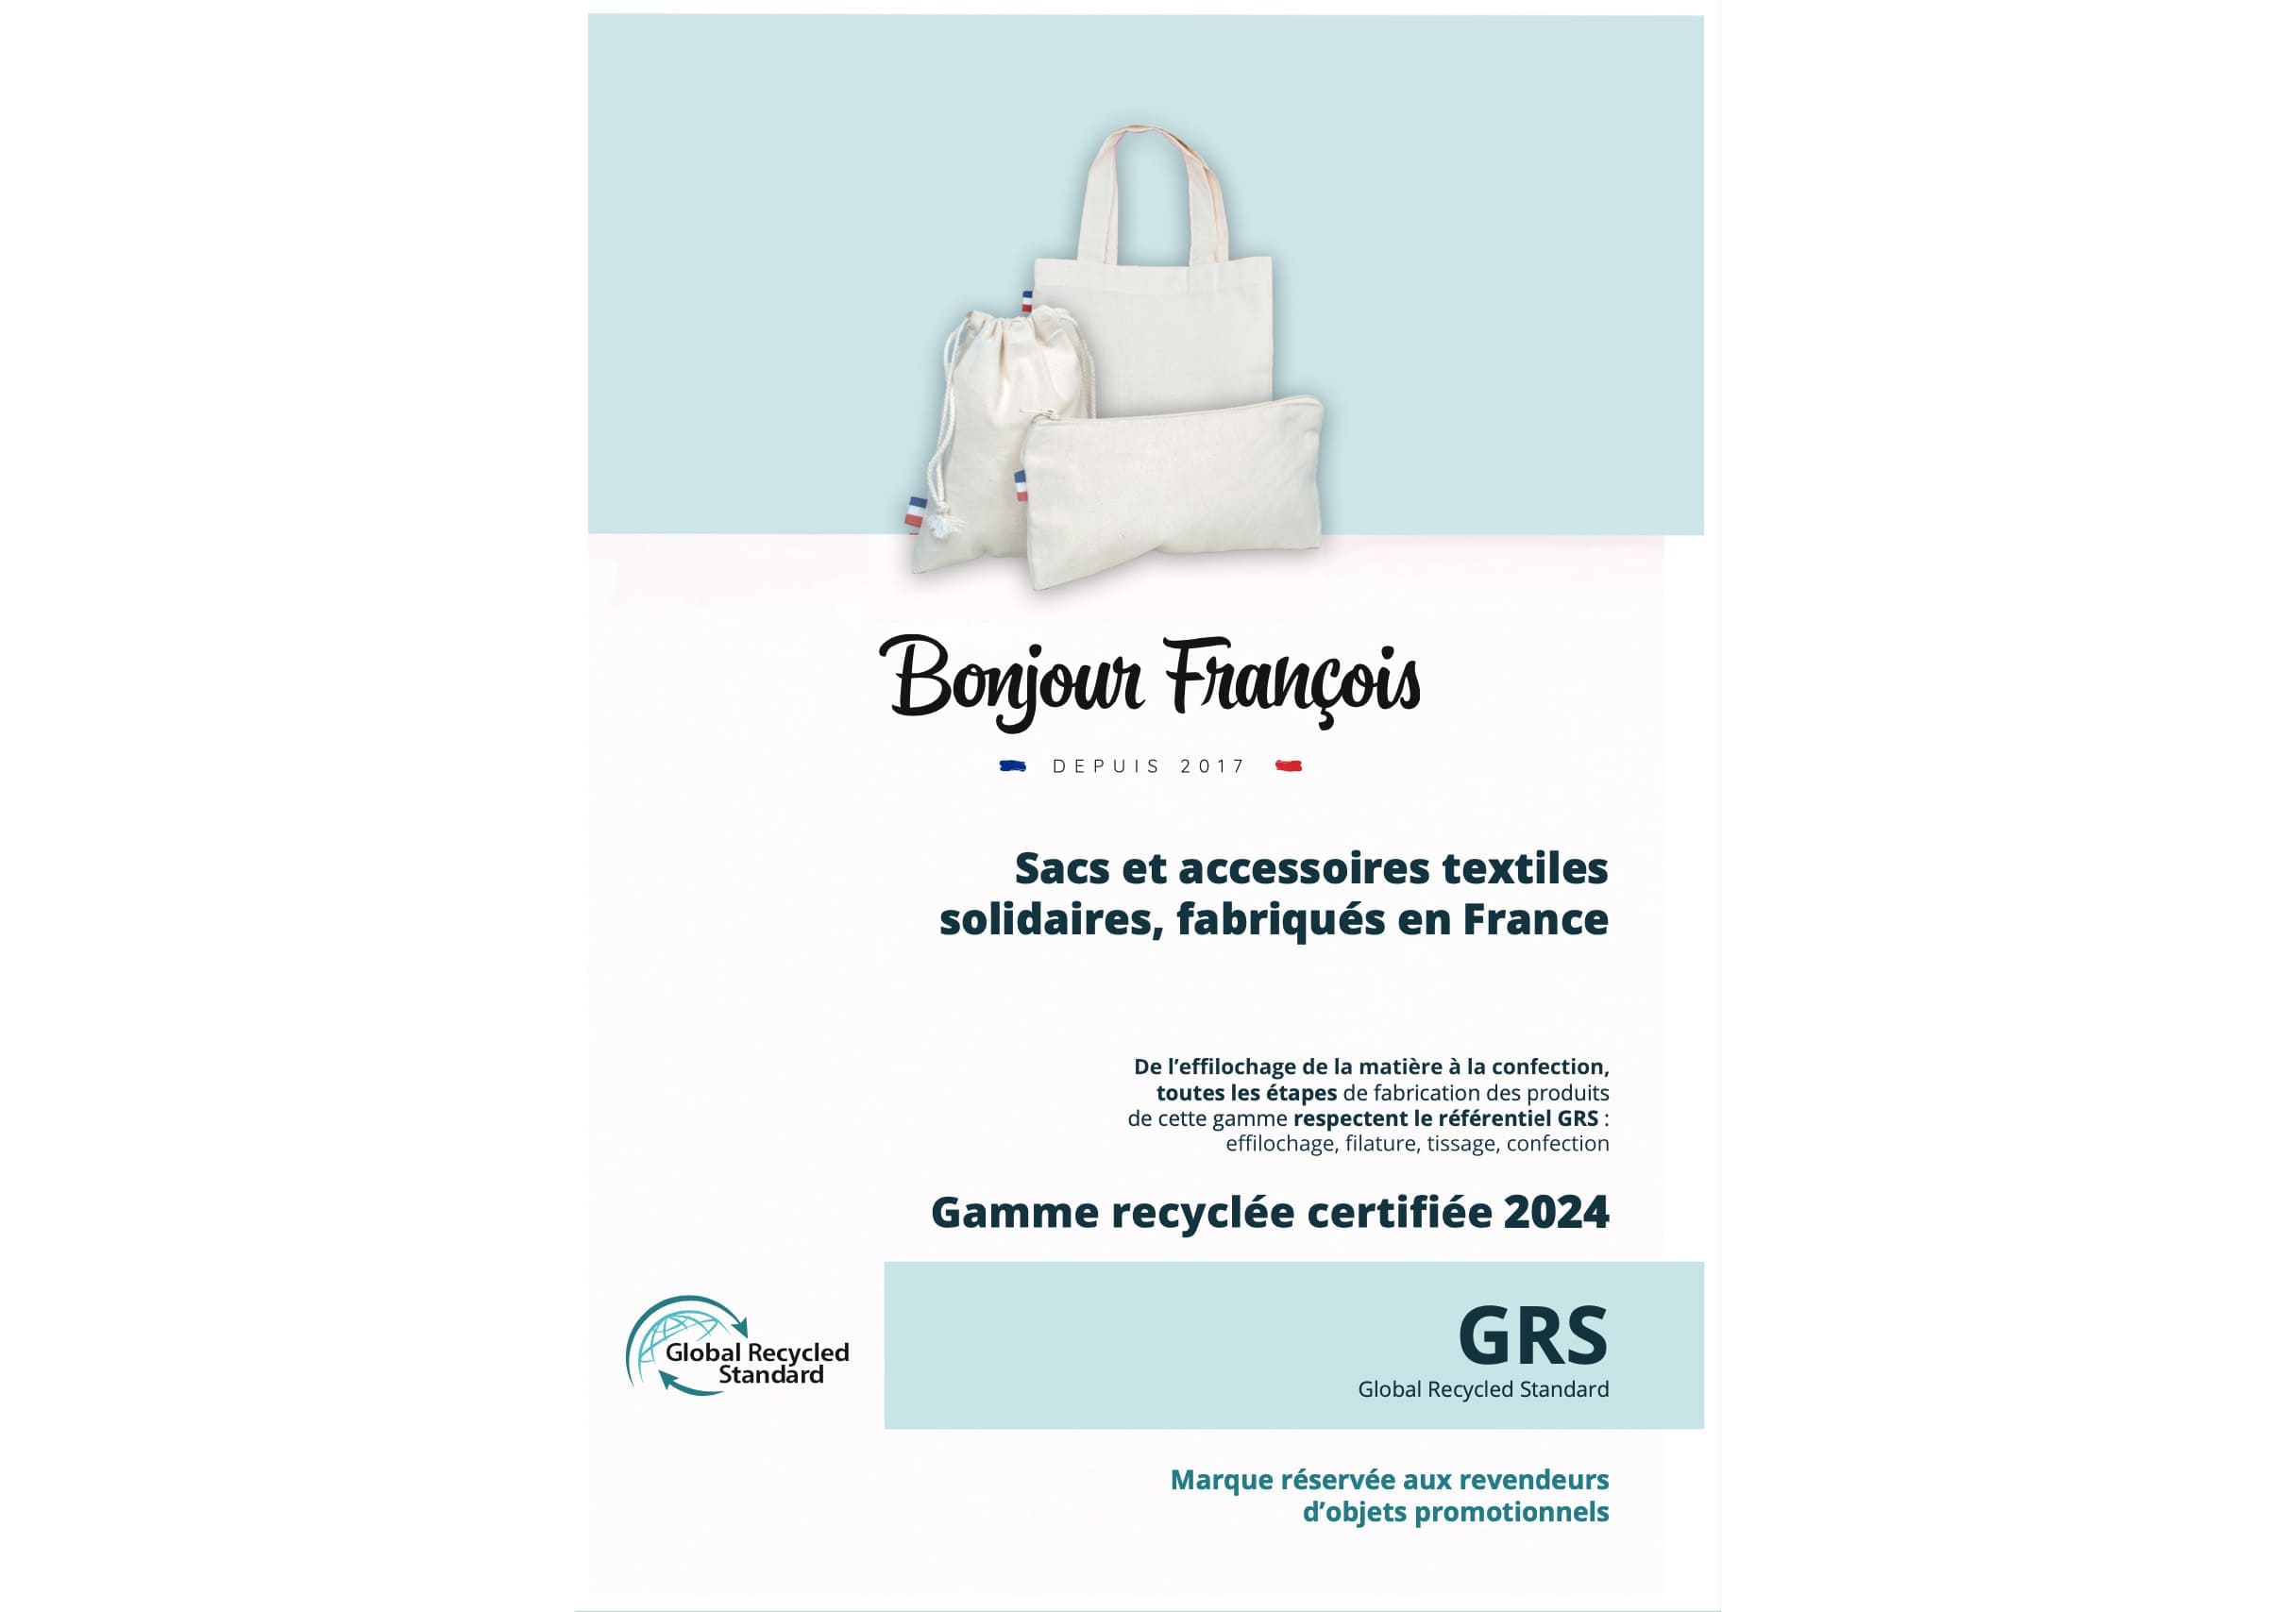 Bonjour François
DEPUIS 2017
Sacs et accessoires textiles
solidaires, fabriqués en France
De l’effilochage de la matière à la confection,
toutes les étapes de fabrication des produits
de cette gamme respectent le référentiel GRS :
effilochage, filature, tissage, confection
Gamme recyclée certifiée 2024
Global Recycled
Standard
GRS
Global Recycled Standard
Marque réservée aux revendeurs
d’objets promotionnels